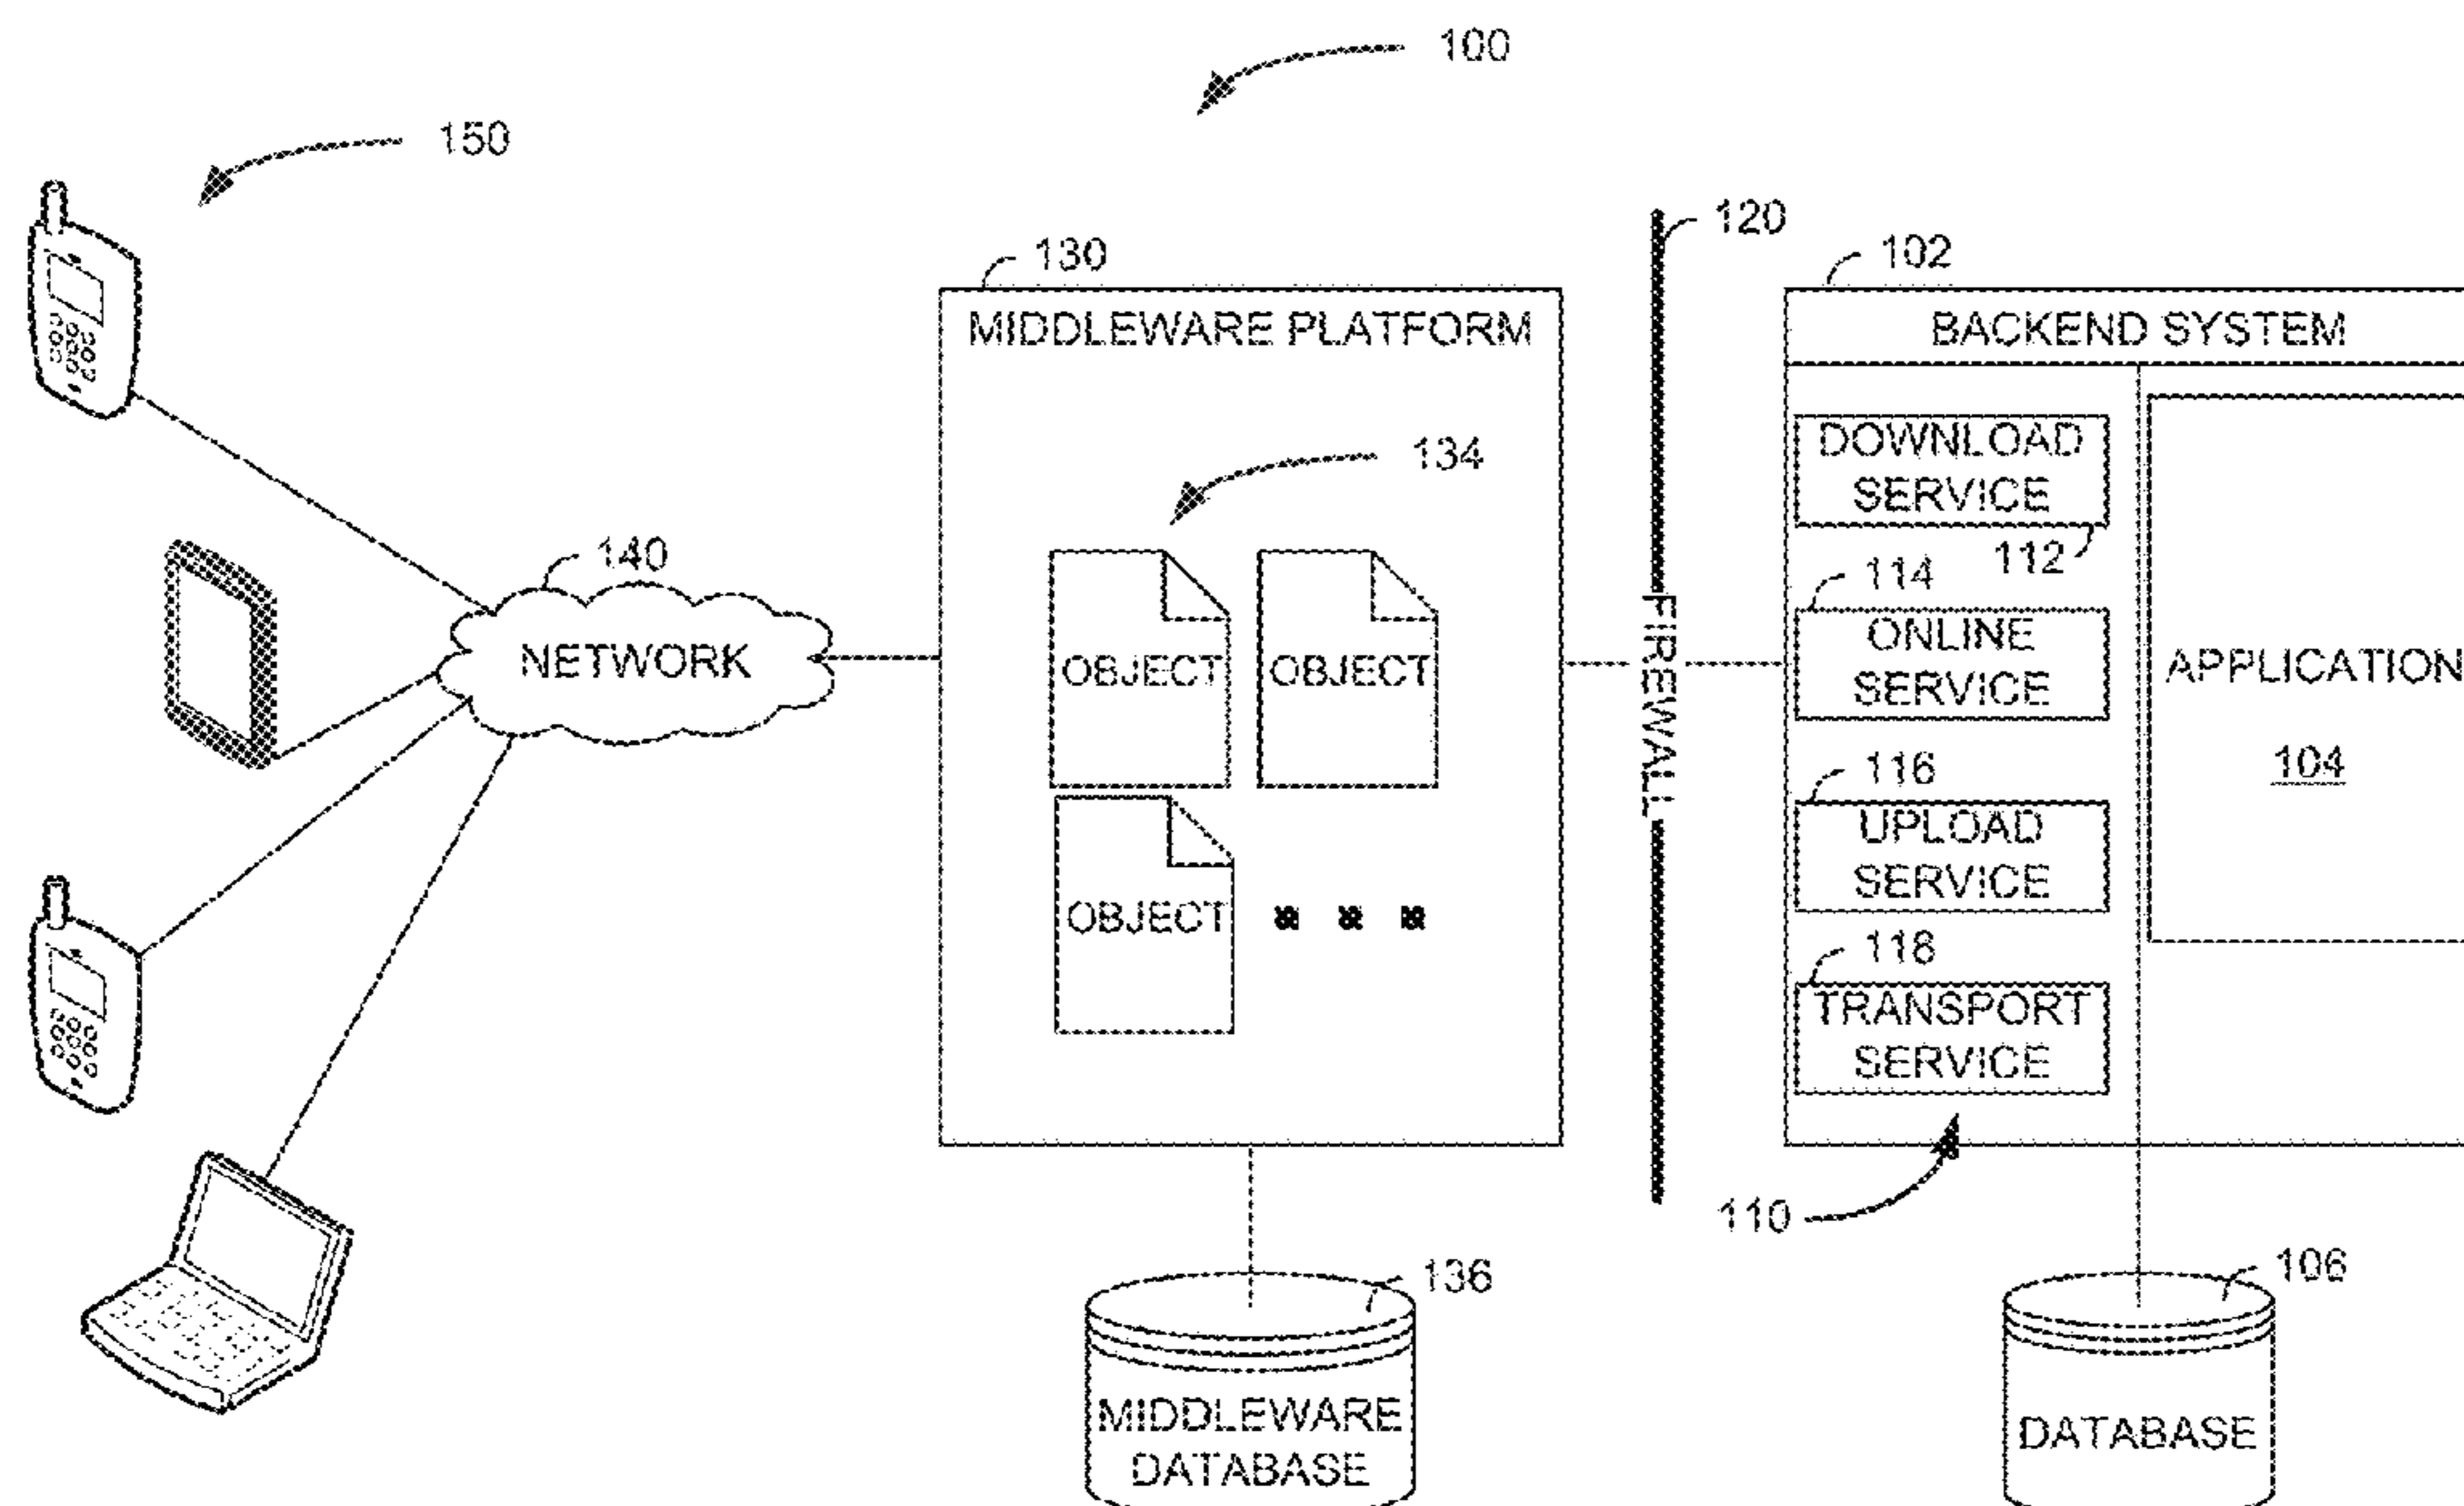 100
150
120
130
102
MIDDLEWARE PLATFORM
BACKEND SYSTEM
134
DOWNLOAD
SERVICE
112
140
114
NETWORK
OBJECT
OBJECT
FIREWALL
ONLINE
SERVICE
APPLICATION
104
116
UPLOAD
SERVICE
OBJECT
118
TRANSPORT
SERVICE
110
136
106
MIDDLEWARE
DATABASE
DATABASE